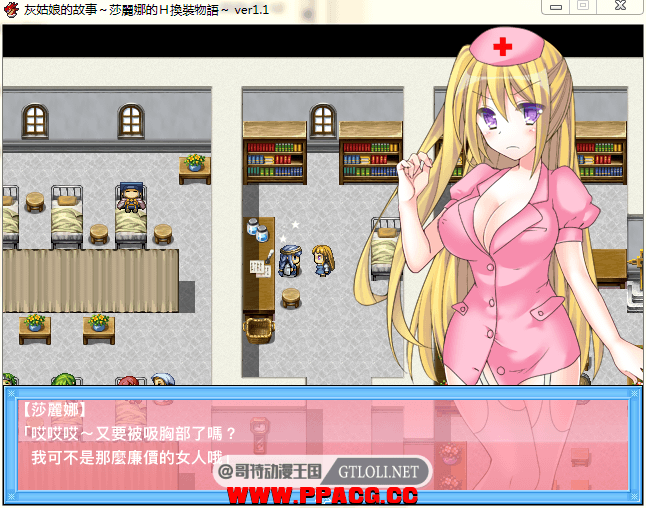 灰姑娘的故事～莎麗娜的Ｈ換裝物語～ ver1.1
【莎麗娜】
「哎哎哎～又要被吸胸部了嗎？
我可不是那麼廉價的女人哦」
@哥特动漫王国 GTLOLI.NET
WWW.PPACG.CC